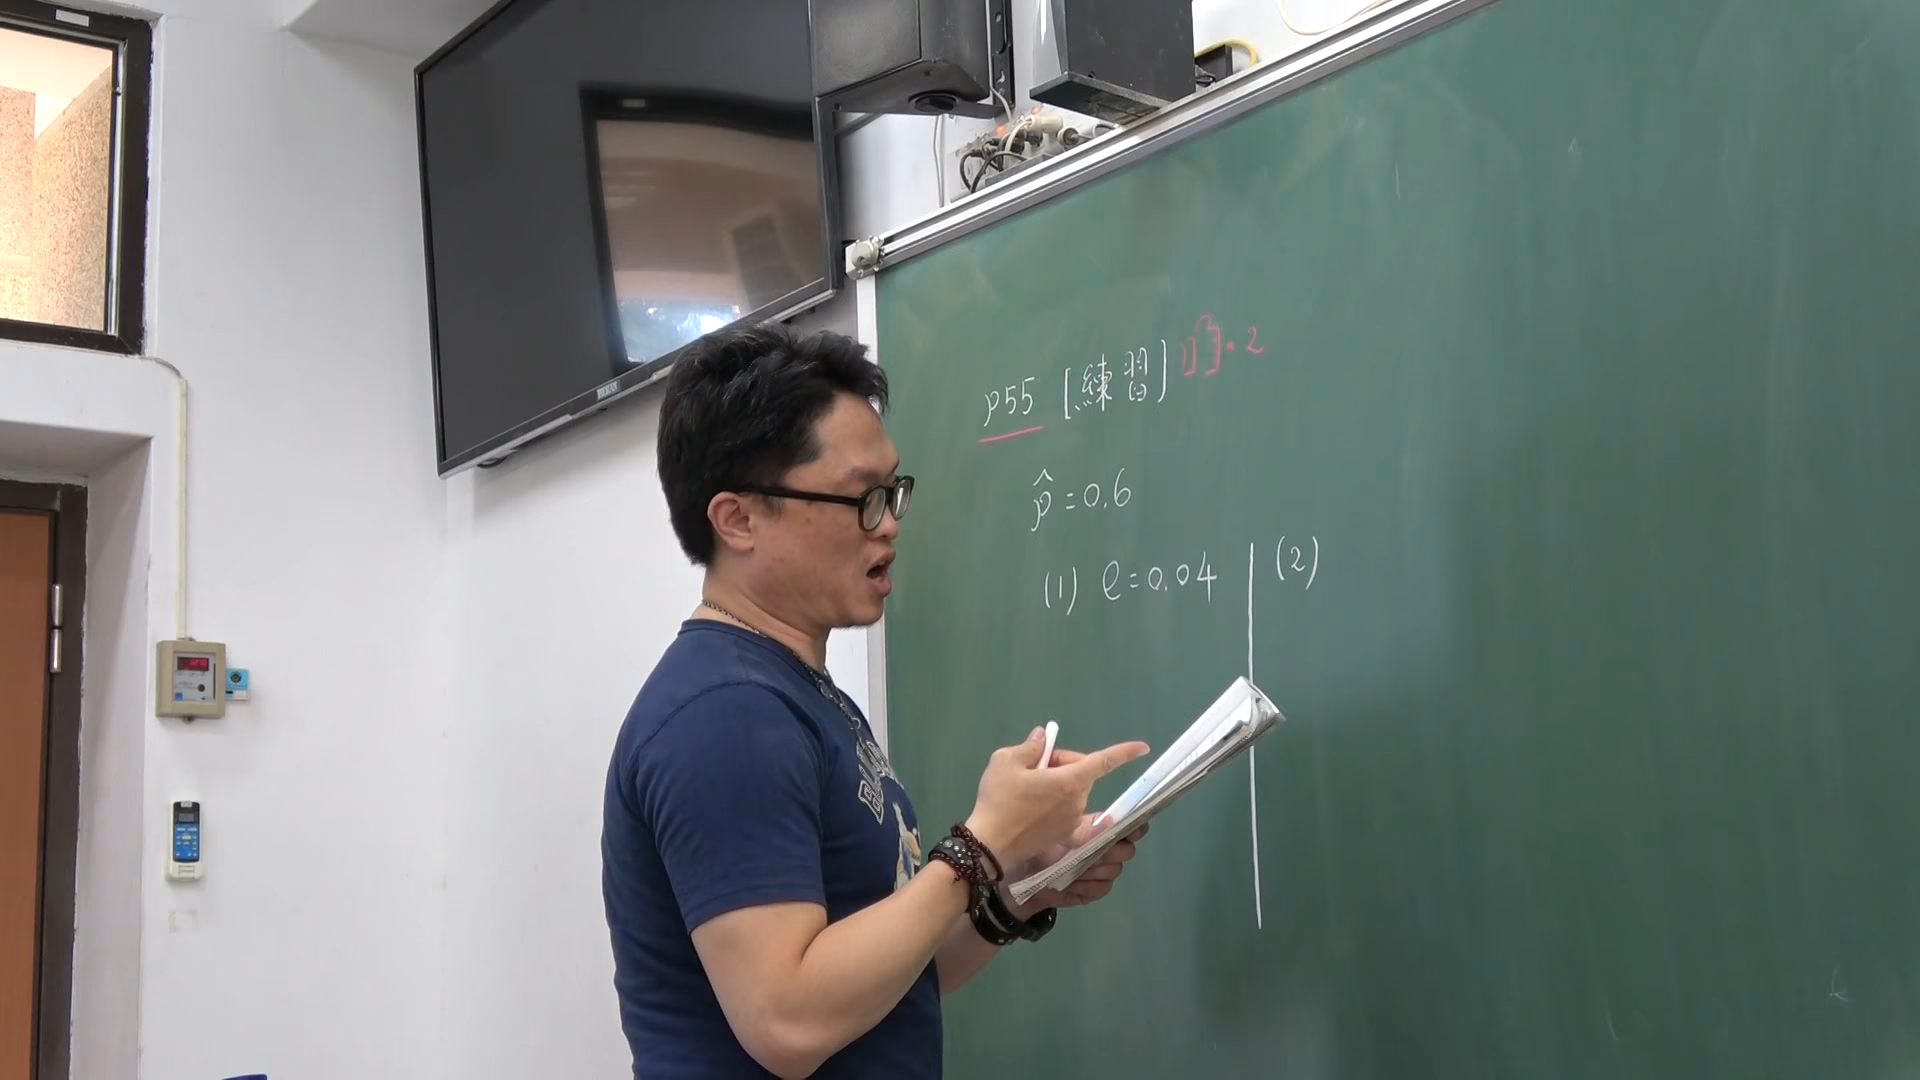 p55 [練習]
p̂ = 0.6
(1) e = 0.04
(2)